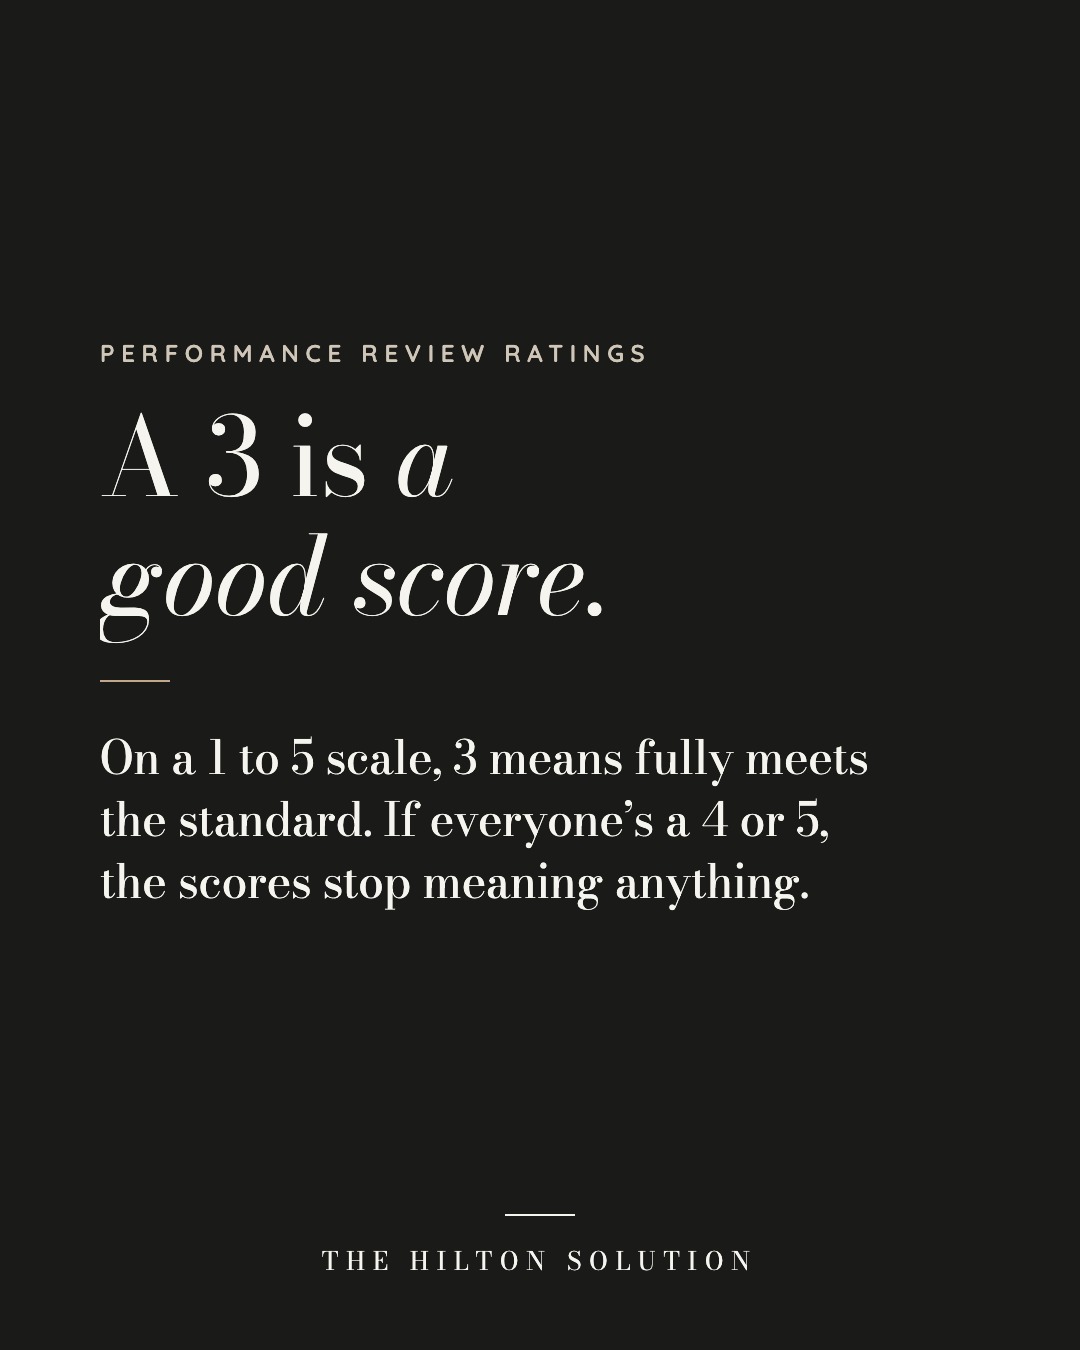 PERFORMANCE REVIEW RATINGS
A 3 is a
good score.
On a 1 to 5 scale, 3 means fully meets
the standard. If everyone’s a 4 or 5,
the scores stop meaning anything.
THE HILTON SOLUTION